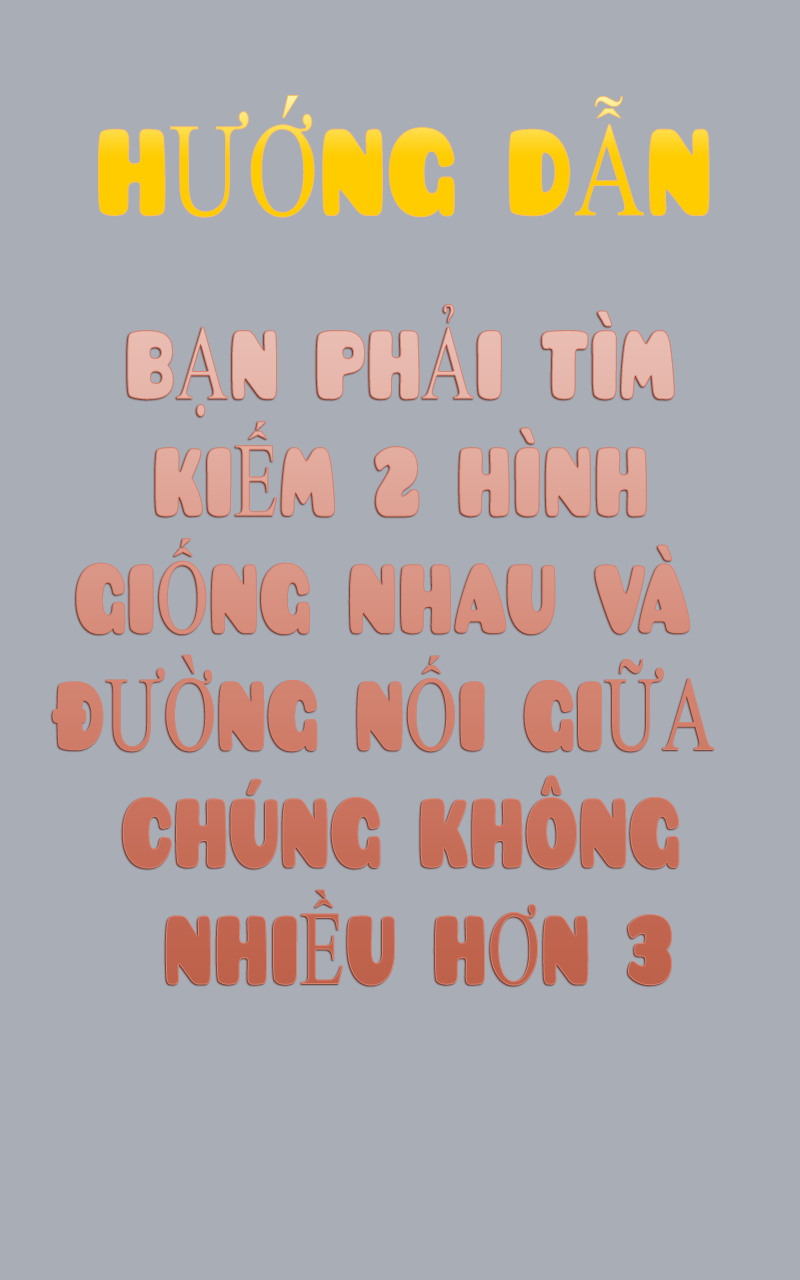 HƯỚNG DẪN
BẠN PHẢI TÌM
KIẾM 2 HÌNH
GIỐNG NHAU VÀ
ĐƯỜNG NỐI GIỮA
CHÚNG KHÔNG
NHIỀU HƠN 3